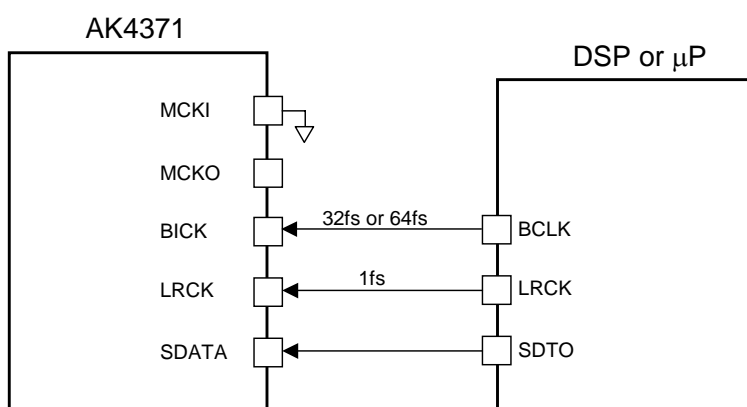 AK4371
DSP or μP
MCKI
MCKO
BICK
32fs or 64fs
BCLK
LRCK
1fs
LRCK
SDATA
SDTO